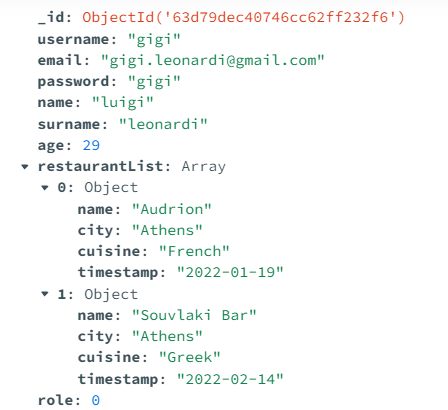 _id: ObjectId('63d79dec40746cc62ff232f6')
username: "gigi"
email: "gigi.leonardi@gmail.com"
password: "gigi"
name: "luigi"
surname: "leonardi"
age: 29
restaurantList: Array
0: Object
name: "Audrion"
city: "Athens"
cuisine: "French"
timestamp: "2022-01-19"
1: Object
name: "Souvlaki Bar"
city: "Athens"
cuisine: "Greek"
timestamp: "2022-02-14"
role: 0